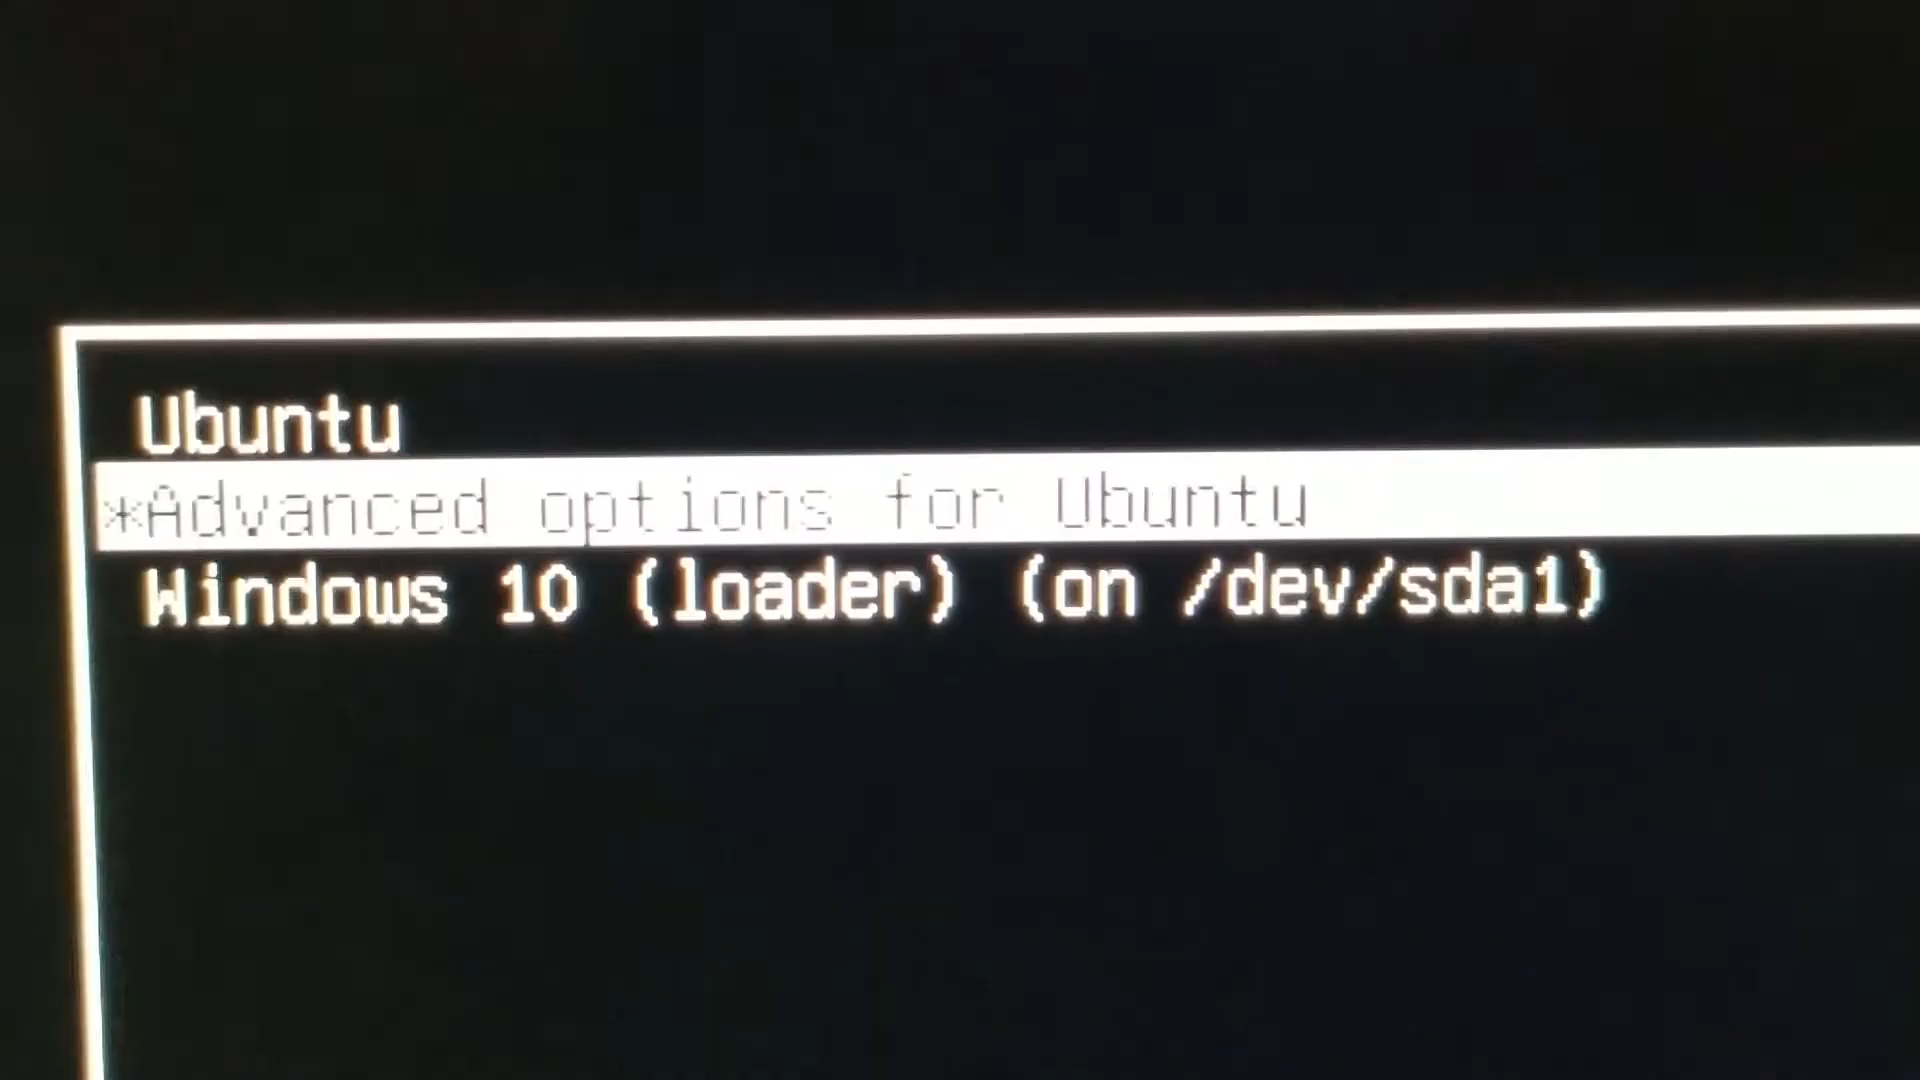 Ubuntu
*Advanced options for Ubuntu
Windows 10 (loader) (on /dev/sda1)